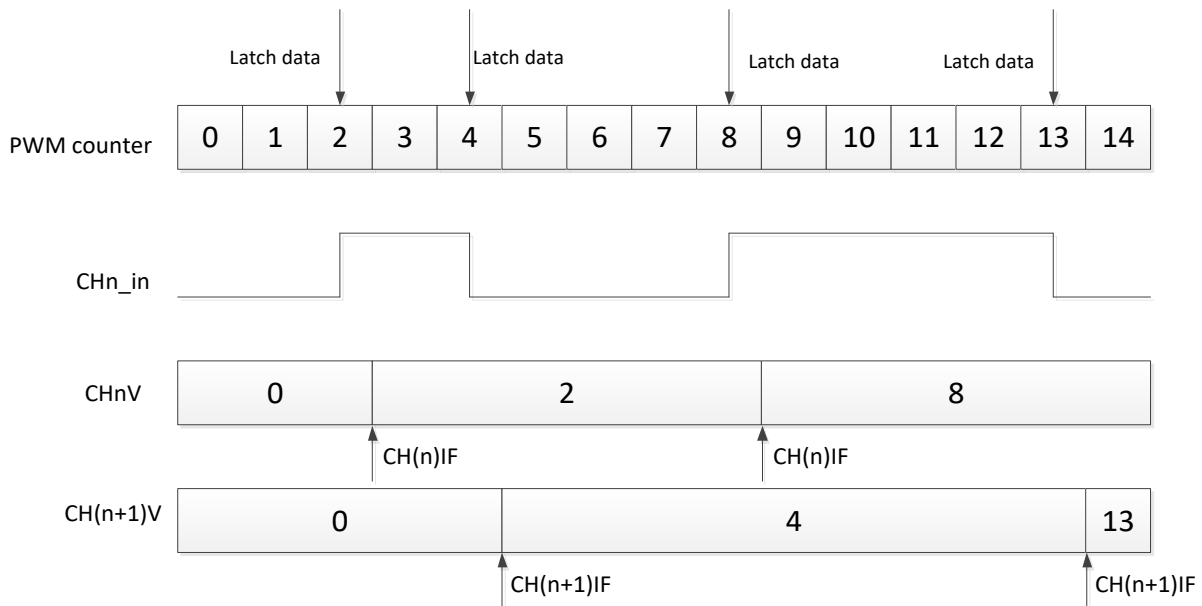 Latch data Latch data Latch data Latch data
PWM counter 0 1 2 3 4 5 6 7 8 9 10 11 12 13 14
CHn_in
CHnV 0 2 8
CH(n)IF CH(n)IF
CH(n+1)V 0 4 13
CH(n+1)IF CH(n+1)IF